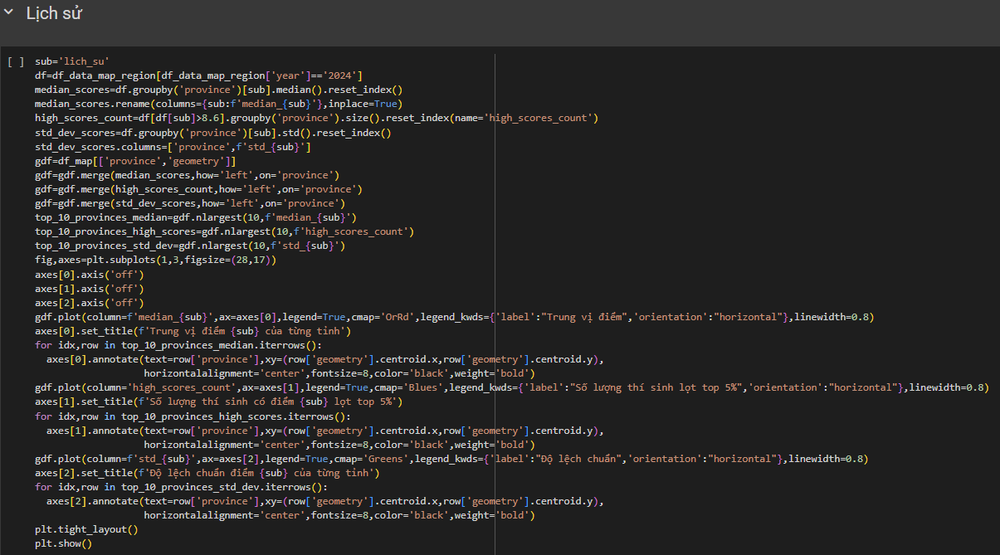 Lịch sử
[ ] sub='lich_su'
df=df_data_map_region[df_data_map_region['year']=='2024']
median_scores=df.groupby('province')[sub].median().reset_index()
median_scores.rename(columns={sub:f'median_{sub}'},inplace=True)
high_scores_count=df[df[sub]>8.6].groupby('province').size().reset_index(name='high_scores_count')
std_dev_scores=df.groupby('province')[sub].std().reset_index()
std_dev_scores.columns=['province',f'std_{sub}']
gdf=df_map[['province','geometry']]
gdf=gdf.merge(median_scores,how='left',on='province')
gdf=gdf.merge(high_scores_count,how='left',on='province')
gdf=gdf.merge(std_dev_scores,how='left',on='province')
top_10_provinces_median=gdf.nlargest(10,f'median_{sub}')
top_10_provinces_high_scores=gdf.nlargest(10,f'high_scores_count')
top_10_provinces_std_dev=gdf.nlargest(10,f'std_{sub}')
fig,axes=plt.subplots(1,3,figsize=(28,17))
axes[0].axis('off')
axes[1].axis('off')
axes[2].axis('off')
gdf.plot(column=f'median_{sub}',ax=axes[0],legend=True,cmap='OrRd',legend_kwds={'label':"Trung vị điểm",'orientation':"horizontal"},linewidth=0.8)
axes[0].set_title(f'Trung vị điểm {sub} của từng tỉnh')
for idx,row in top_10_provinces_median.iterrows():
axes[0].annotate(text=row['province'],xy=(row['geometry'].centroid.x,row['geometry'].centroid.y),
horizontalalignment='center',fontsize=8,color='black',weight='bold')
gdf.plot(column='high_scores_count',ax=axes[1],legend=True,cmap='Blues',legend_kwds={'label':"Số lượng thí sinh lọt top 5%",'orientation':"horizontal"},linewidth=0.8)
axes[1].set_title(f'Số lượng thí sinh có điểm {sub} lọt top 5%')
for idx,row in top_10_provinces_high_scores.iterrows():
axes[1].annotate(text=row['province'],xy=(row['geometry'].centroid.x,row['geometry'].centroid.y),
horizontalalignment='center',fontsize=8,color='black',weight='bold')
gdf.plot(column=f'std_{sub}',ax=axes[2],legend=True,cmap='Greens',legend_kwds={'label':"Độ lệch chuẩn",'orientation':"horizontal"},linewidth=0.8)
axes[2].set_title(f'Độ lệch chuẩn điểm {sub} của từng tỉnh')
for idx,row in top_10_provinces_std_dev.iterrows():
axes[2].annotate(text=row['province'],xy=(row['geometry'].centroid.x,row['geometry'].centroid.y),
horizontalalignment='center',fontsize=8,color='black',weight='bold')
plt.tight_layout()
plt.show()